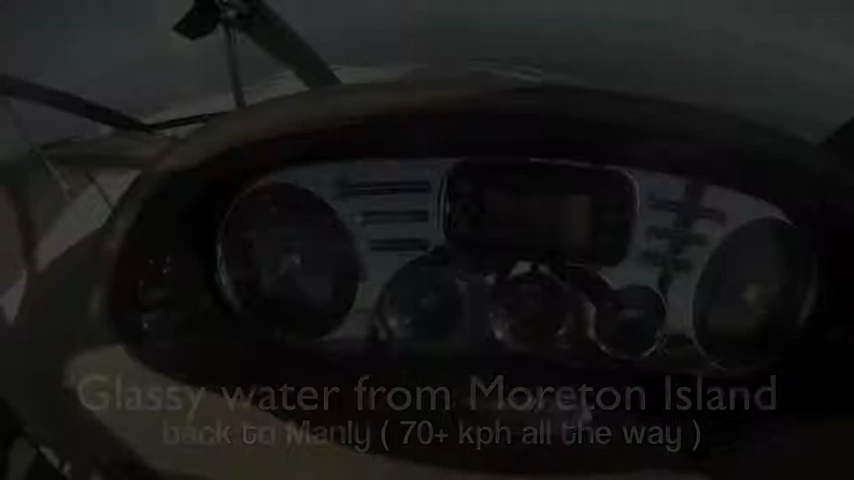 Glassy water from Moreton Island
back to Manly ( 70+ kph all the way )